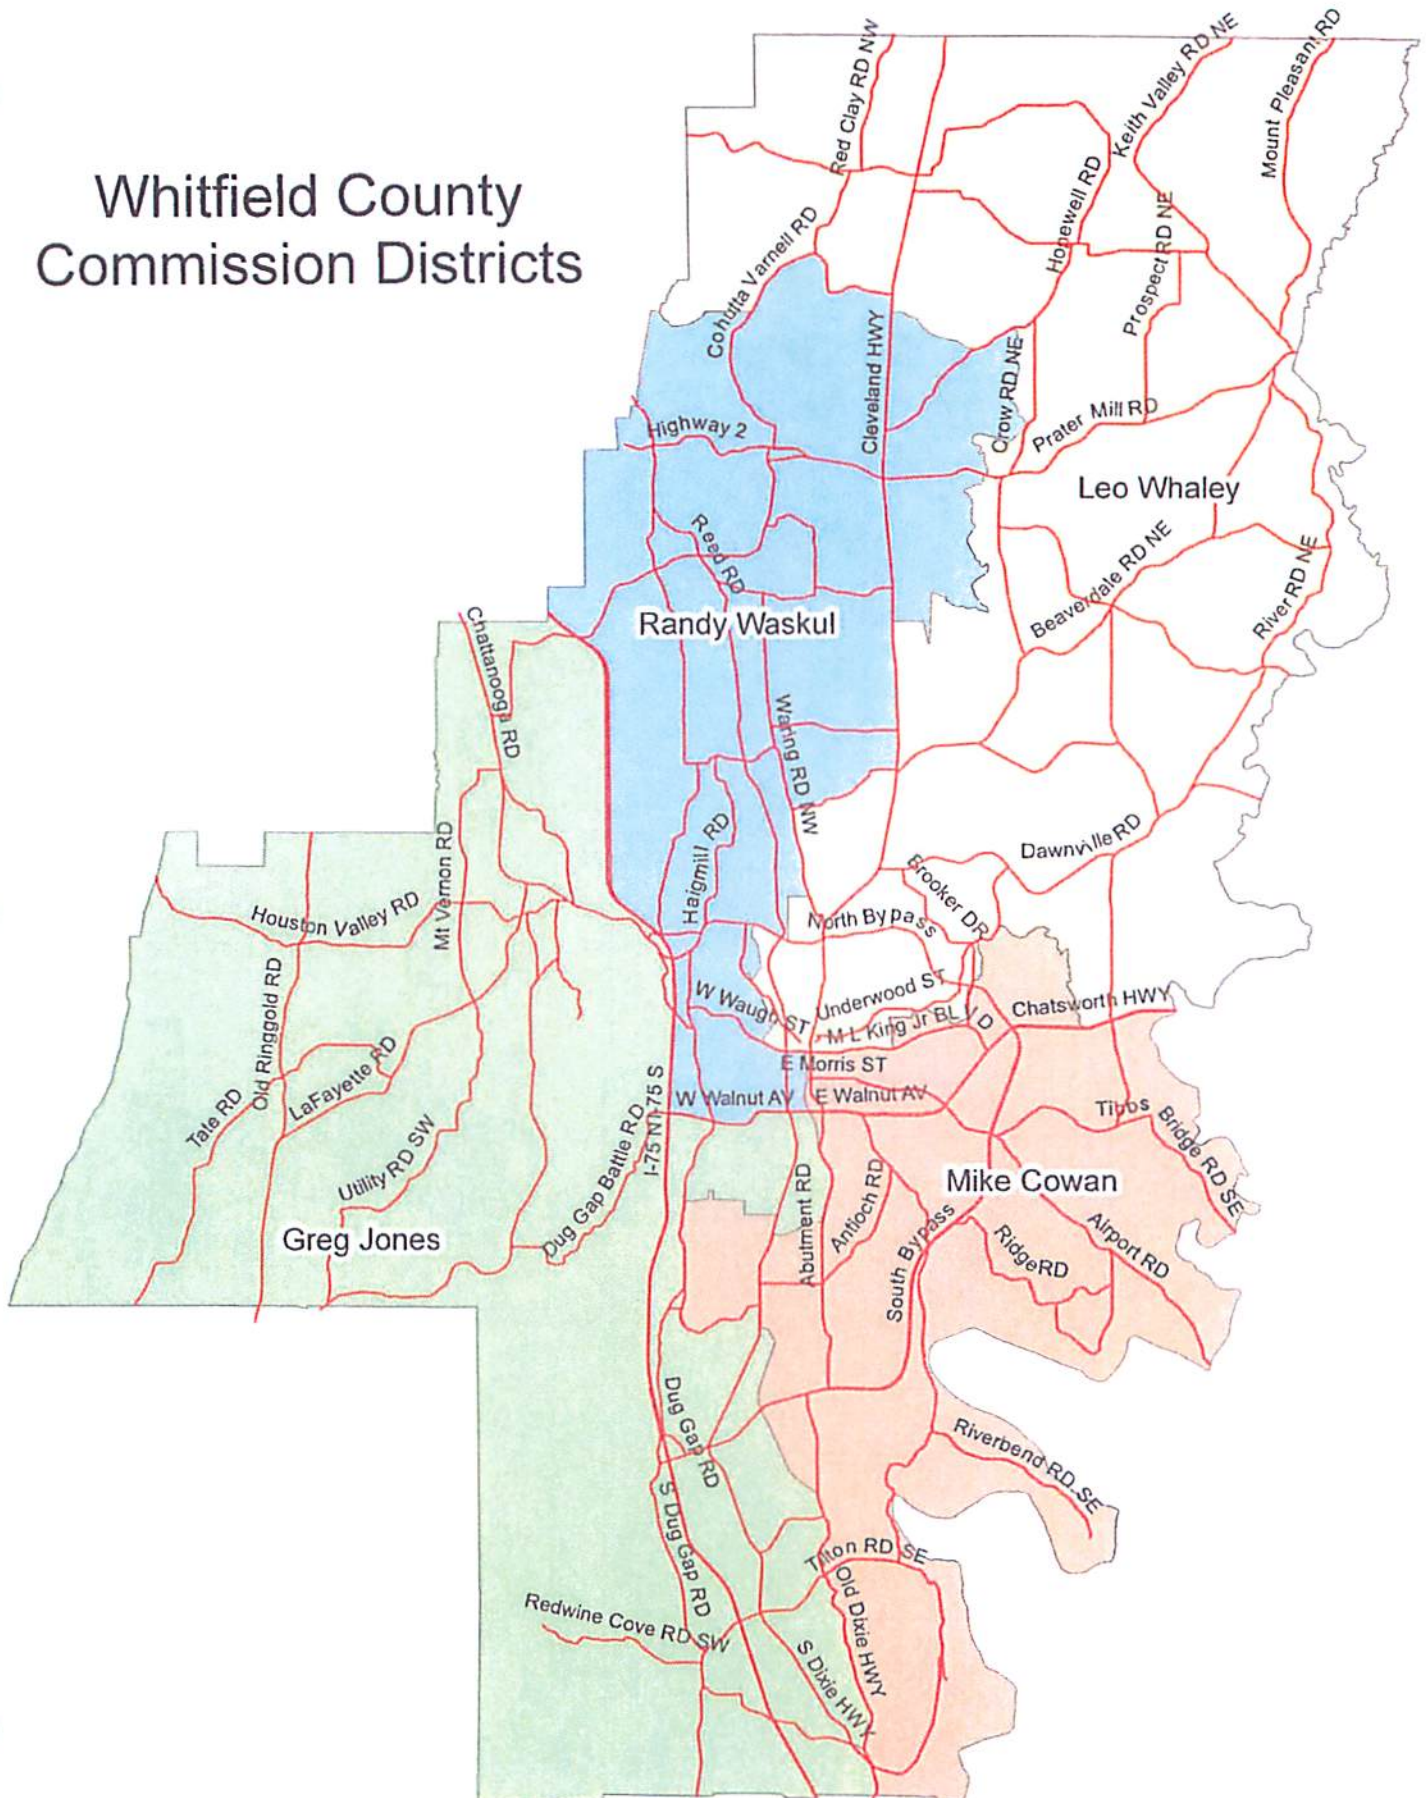 Whitfield County
Commission Districts
Red Clay RD NW
Keith Valley RD NE
Mount Pleasant RD
Hopewell RD
Prospect RD NE
Cohutta Varnell RD
Cleveland HWY
Crow RD NE
Prater Mill RD
Highway 2
Leo Whaley
Reed RD
Beaverdale RD NE
River RD NE
Randy Waskul
Chattanooga RD
Waring RD NW
Haigmill RD
Dawnville RD
Brooker DR
Mt Vernon RD
Houston Valley RD
North Bypass
Old Ringgold RD
W Waugh ST
Underwood ST
Chatsworth HWY
M L King Jr BLVD
E Morris ST
LaFayette RD
Tate RD
I-75 N I-75 S
W Walnut AV
E Walnut AV
Tibbs Bridge RD SE
Utility RD SW
Dug Gap Battle RD
Abutment RD
Antioch RD
Mike Cowan
Greg Jones
South Bypass
Ridge RD
Airport RD
Dug Gap RD
Riverbend RD SE
S Dug Gap RD
Tilton RD SE
Old Dixie HWY
Redwine Cove RD SW
S Dixie HWY